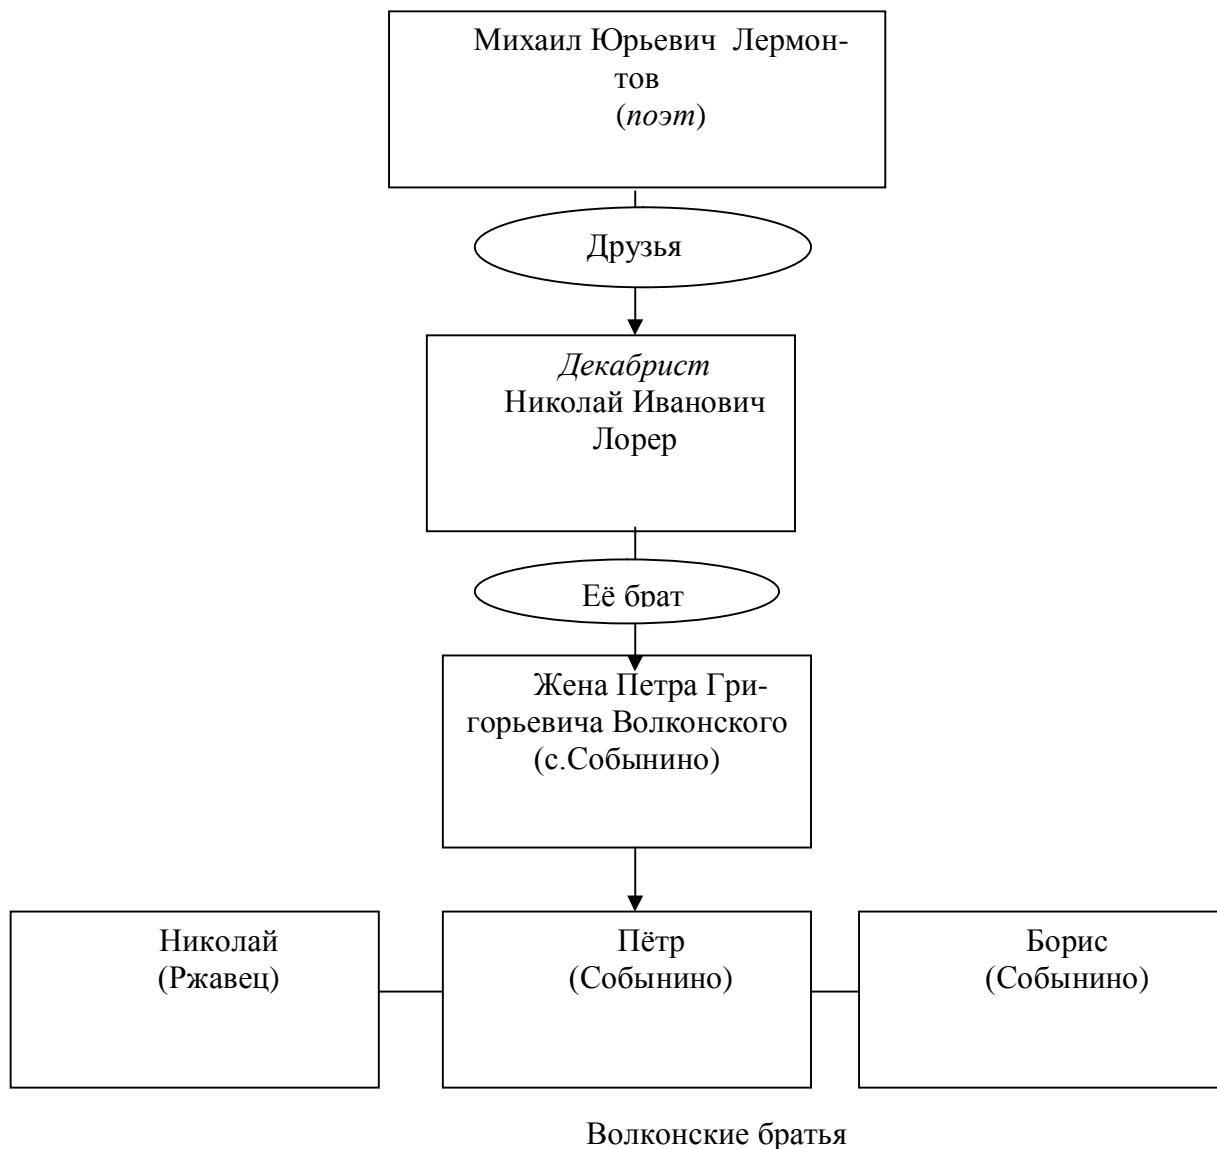 Михаил Юрьевич Лермон-
тов
(поэт)
Друзья
Декабрист
Николай Иванович
Лорер
Её брат
Жена Петра Гри-
горьевича Волконского
(с.Собынино)
Николай
(Ржавец)
Пётр
(Собынино)
Борис
(Собынино)
Волконские братья